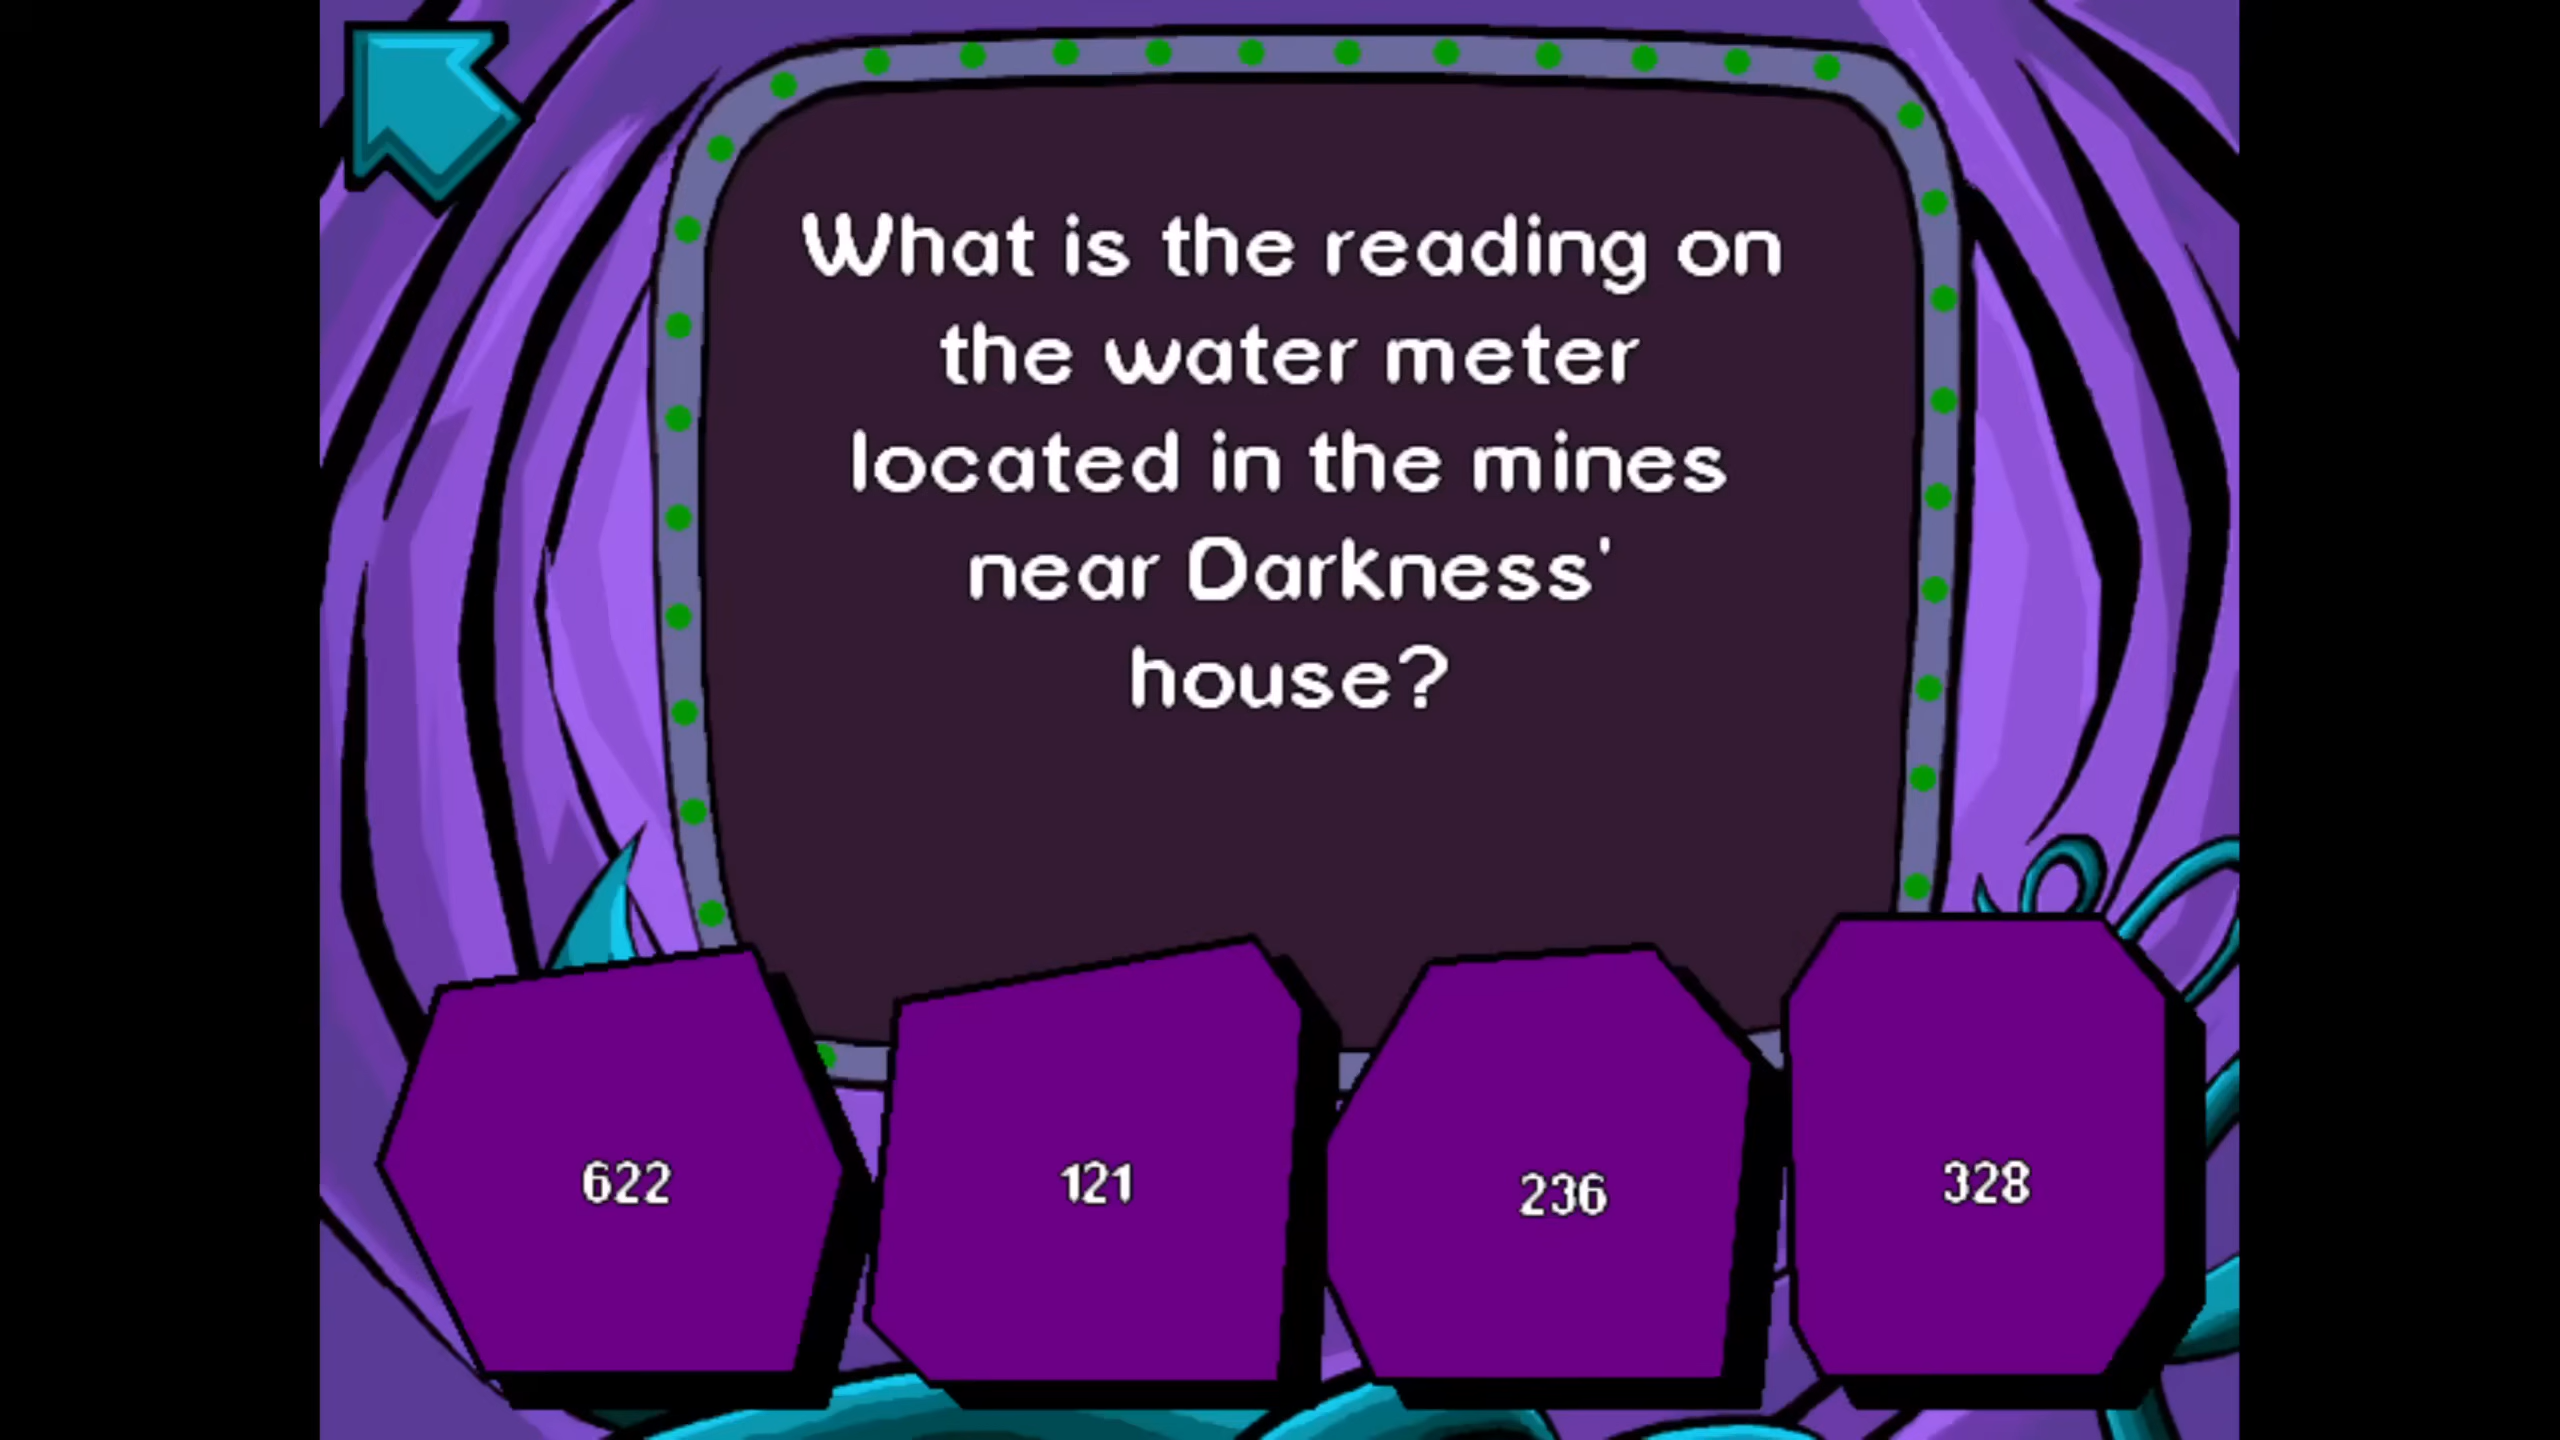 What is the reading on
the water meter
located in the mines
near Darkness'
house?
622
121
236
328